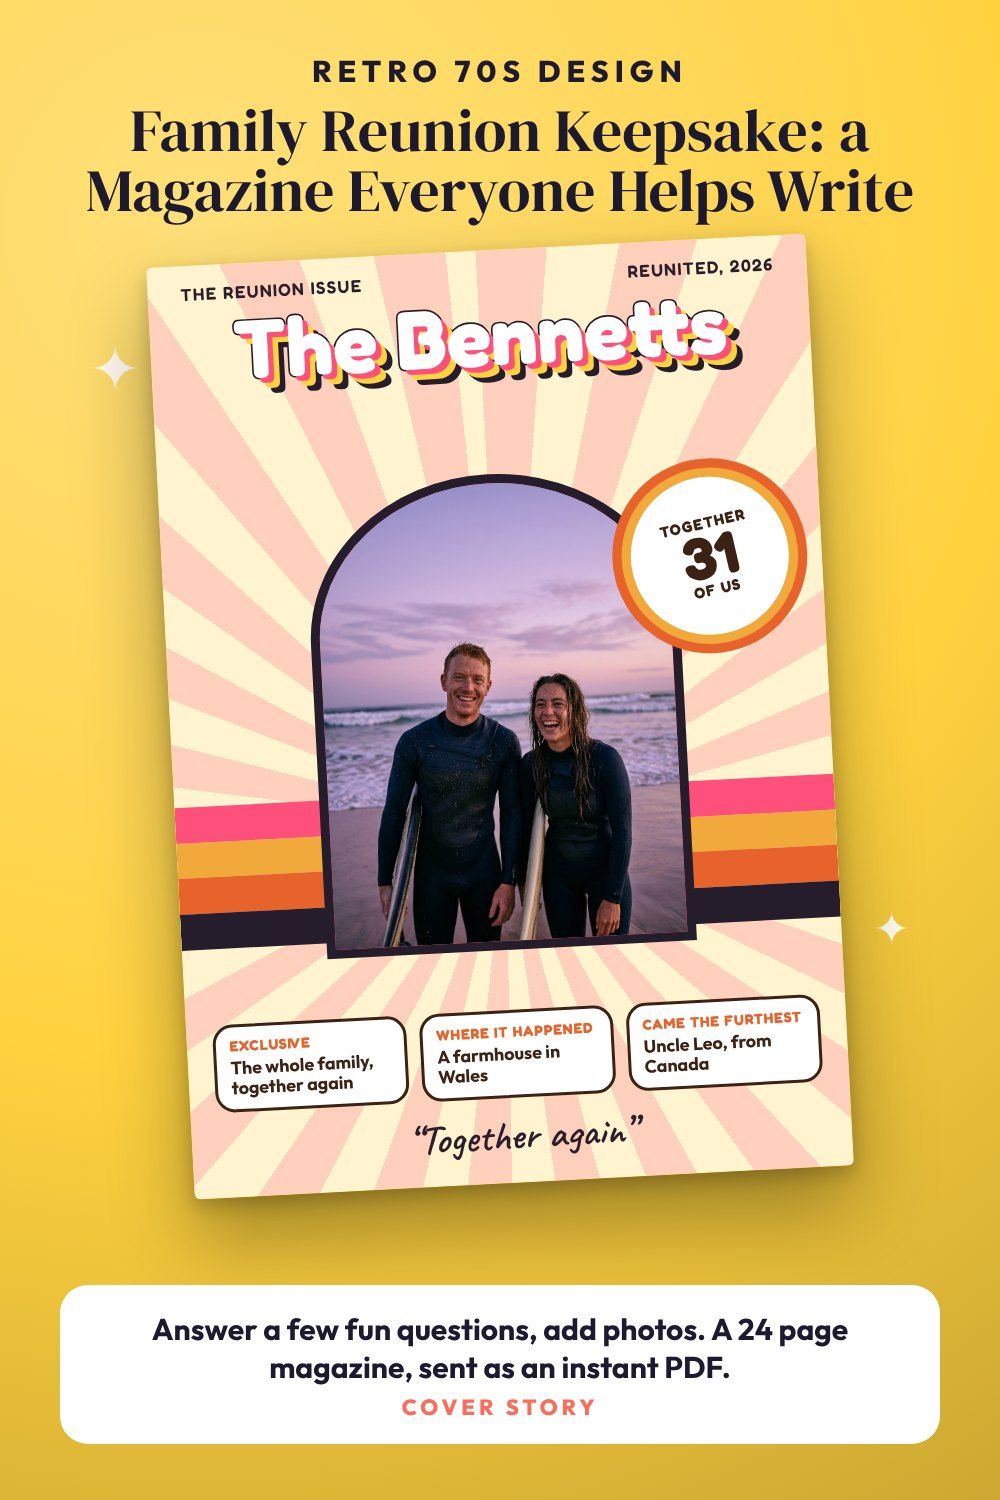 RETRO 70S DESIGN
Family Reunion Keepsake: a
Magazine Everyone Helps Write
THE REUNION ISSUE
REUNITED, 2026
The Bennetts
TOGETHER
31
OF US
EXCLUSIVE
The whole family,
together again
WHERE IT HAPPENED
A farmhouse in
Wales
CAME THE FURTHEST
Uncle Leo, from
Canada
“Together again”
Answer a few fun questions, add photos. A 24 page
magazine, sent as an instant PDF.
COVER STORY